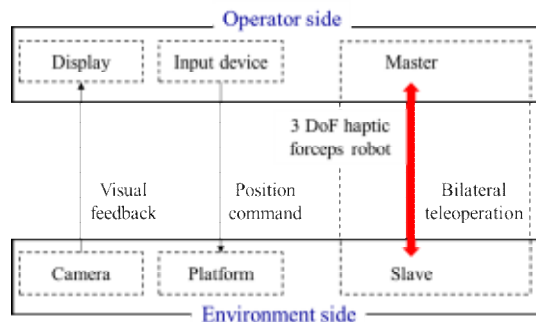 Operator side
Display
Input device
Master
3 DoF haptic
forceps robot
Visual
feedback
Position
command
Bilateral
teleoperation
Camera
Platform
Slave
Environment side